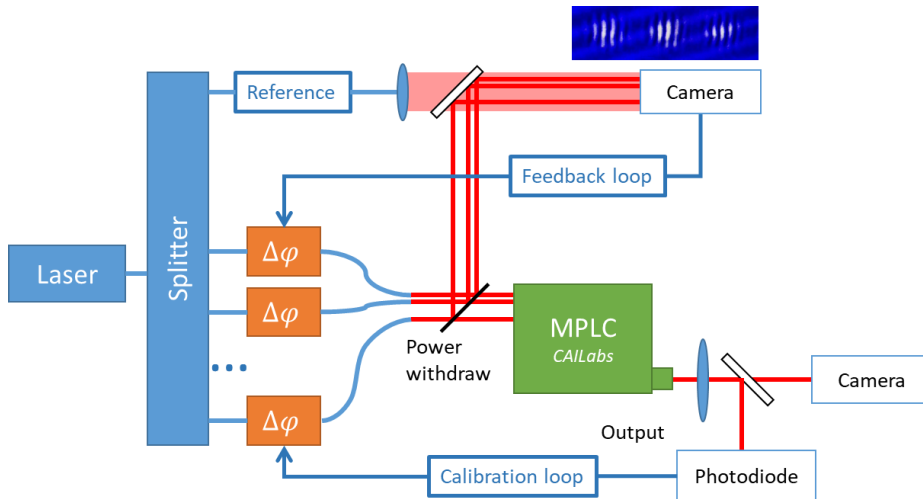 Reference
Camera
Feedback loop
Laser
Splitter
Δφ
Δφ
...
Δφ
Power
withdraw
MPLC
CAILabs
Camera
Output
Calibration loop
Photodiode